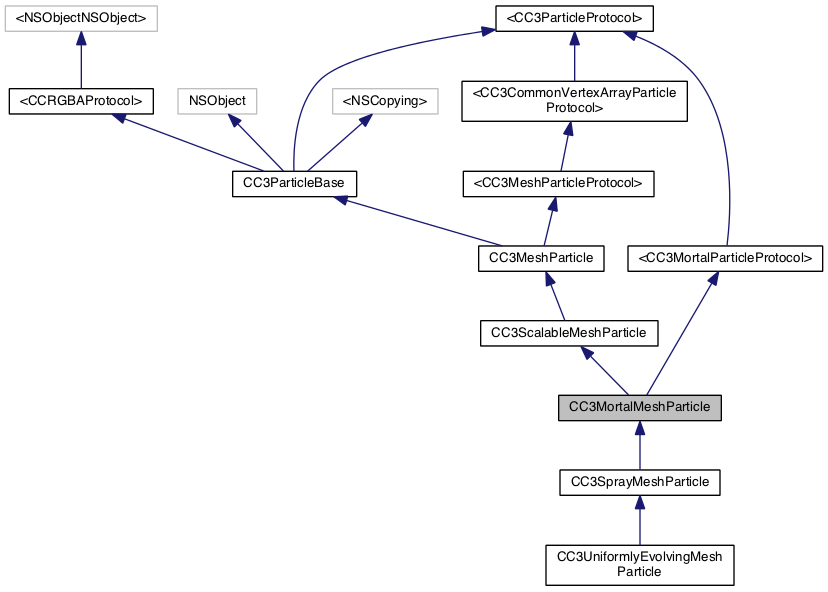 <NSObjectNSObject>
<CC3ParticleProtocol>
<CCRGBAProtocol>
NSObject
<NSCopying>
<CC3CommonVertexArrayParticle
Protocol>
CC3ParticleBase
<CC3MeshParticleProtocol>
CC3MeshParticle
<CC3MortalParticleProtocol>
CC3ScalableMeshParticle
CC3MortalMeshParticle
CC3SprayMeshParticle
CC3UniformlyEvolvingMesh
Particle